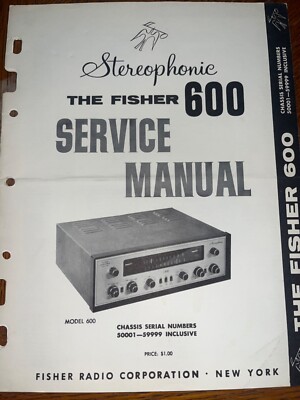 Stereophonic
THE FISHER 600
SERVICE
MANUAL
MODEL 600
CHASSIS SERIAL NUMBERS
50001—59999 INCLUSIVE
PRICE: $1.00
FISHER RADIO CORPORATION · NEW YORK
CHASSIS SERIAL NUMBERS
50001—59999 INCLUSIVE
THE FISHER 600